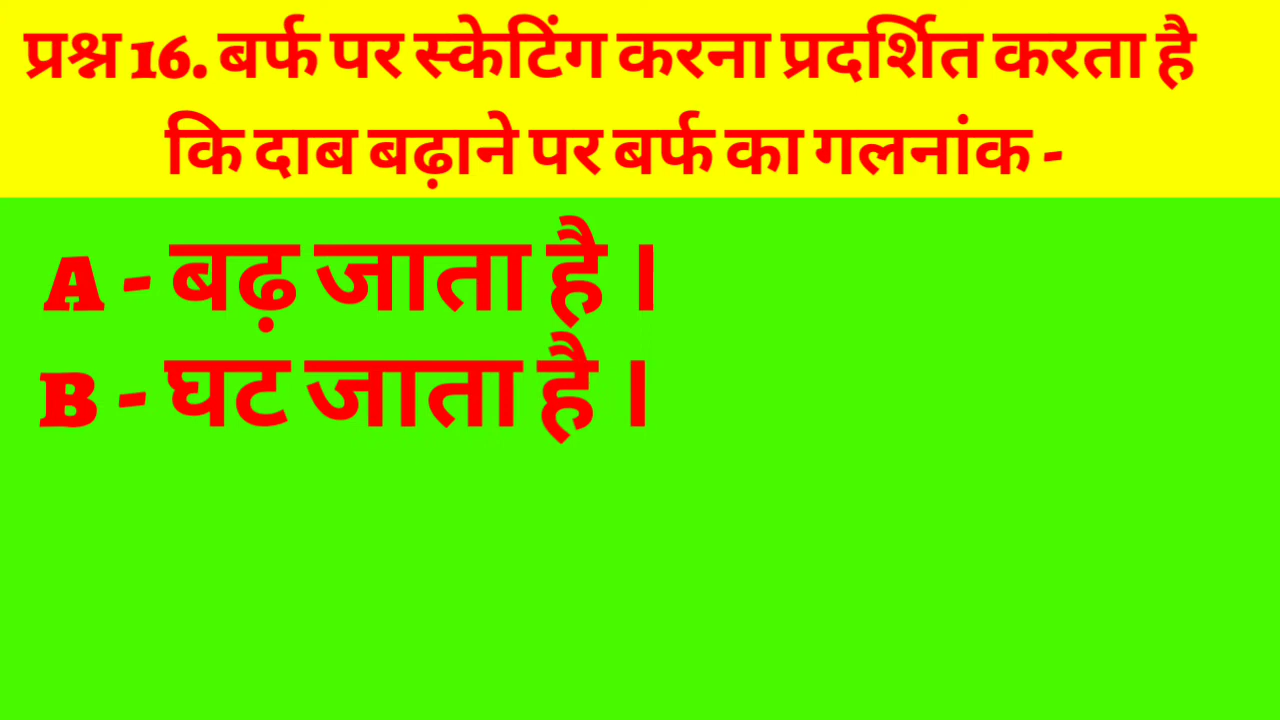 प्रश्न 16. बर्फ पर स्केटिंग करना प्रदर्शित करता है
कि दाब बढ़ाने पर बर्फ का गलनांक -
A - बढ़ जाता है ।
B - घट जाता है ।